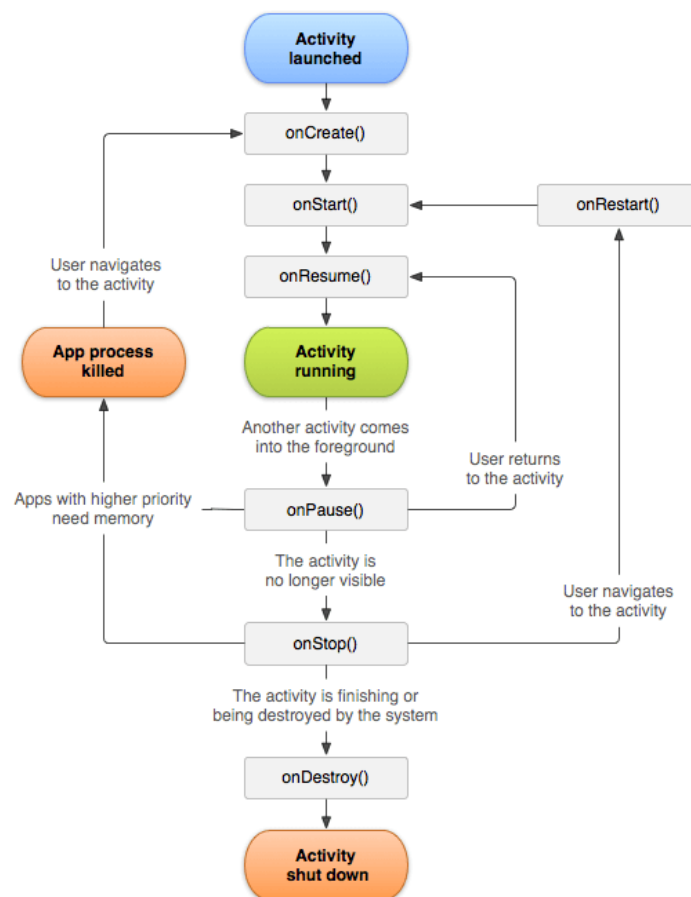 Activity
launched
onCreate()
onStart()
onRestart()
User navigates
to the activity
onResume()
App process
killed
Activity
running
Another activity comes
into the foreground
User returns
to the activity
Apps with higher priority
need memory
onPause()
The activity is
no longer visible
User navigates
to the activity
onStop()
The activity is finishing or
being destroyed by the system
onDestroy()
Activity
shut down